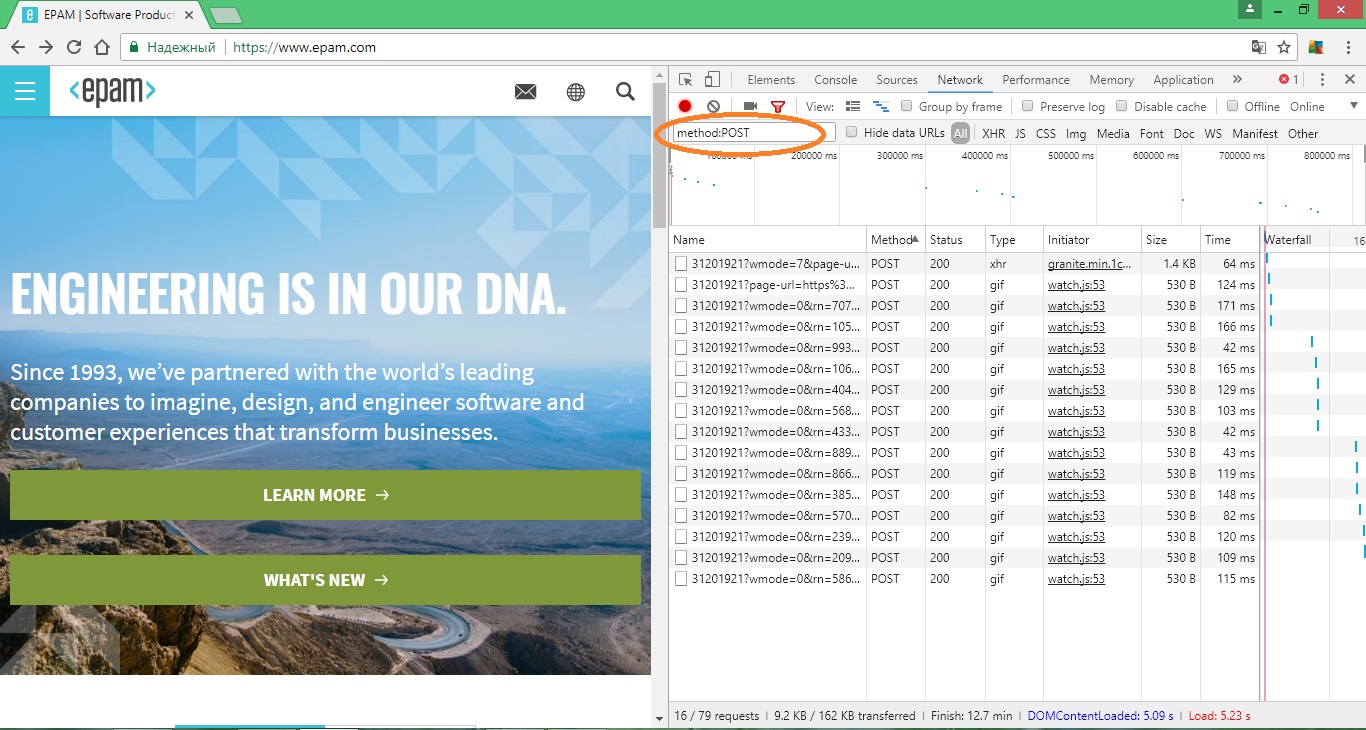 EPAM | Software Product
Надежный https://www.epam.com
<epam>
ENGINEERING IS IN OUR DNA.
Since 1993, we've partnered with the world's leading
companies to imagine, design, and engineer software and
customer experiences that transform businesses.
LEARN MORE →
WHAT'S NEW →
Elements Console Sources Network Performance Memory Application » 1
View: Group by frame Preserve log Disable cache Offline Online
method:POST Hide data URLs All XHR JS CSS Img Media Font Doc WS Manifest Other
100000 ms 200000 ms 300000 ms 400000 ms 500000 ms 600000 ms 700000 ms 800000 ms
Name Method Status Type Initiator Size Time Waterfall 16
31201921?wmode=7&page-u... POST 200 xhr granite.min.1c... 1.4 KB 64 ms
31201921?page-url=https%3... POST 200 gif watch.js:53 530 B 124 ms
31201921?wmode=0&rn=707... POST 200 gif watch.js:53 530 B 171 ms
31201921?wmode=0&rn=105... POST 200 gif watch.js:53 530 B 166 ms
31201921?wmode=0&rn=993... POST 200 gif watch.js:53 530 B 42 ms
31201921?wmode=0&rn=106... POST 200 gif watch.js:53 530 B 165 ms
31201921?wmode=0&rn=404... POST 200 gif watch.js:53 530 B 129 ms
31201921?wmode=0&rn=568... POST 200 gif watch.js:53 530 B 103 ms
31201921?wmode=0&rn=433... POST 200 gif watch.js:53 530 B 42 ms
31201921?wmode=0&rn=889... POST 200 gif watch.js:53 530 B 43 ms
31201921?wmode=0&rn=866... POST 200 gif watch.js:53 530 B 119 ms
31201921?wmode=0&rn=385... POST 200 gif watch.js:53 530 B 148 ms
31201921?wmode=0&rn=570... POST 200 gif watch.js:53 530 B 82 ms
31201921?wmode=0&rn=239... POST 200 gif watch.js:53 530 B 120 ms
31201921?wmode=0&rn=209... POST 200 gif watch.js:53 530 B 109 ms
31201921?wmode=0&rn=586... POST 200 gif watch.js:53 530 B 115 ms
16 / 79 requests | 9.2 KB / 162 KB transferred | Finish: 12.7 min | DOMContentLoaded: 5.09 s | Load: 5.23 s